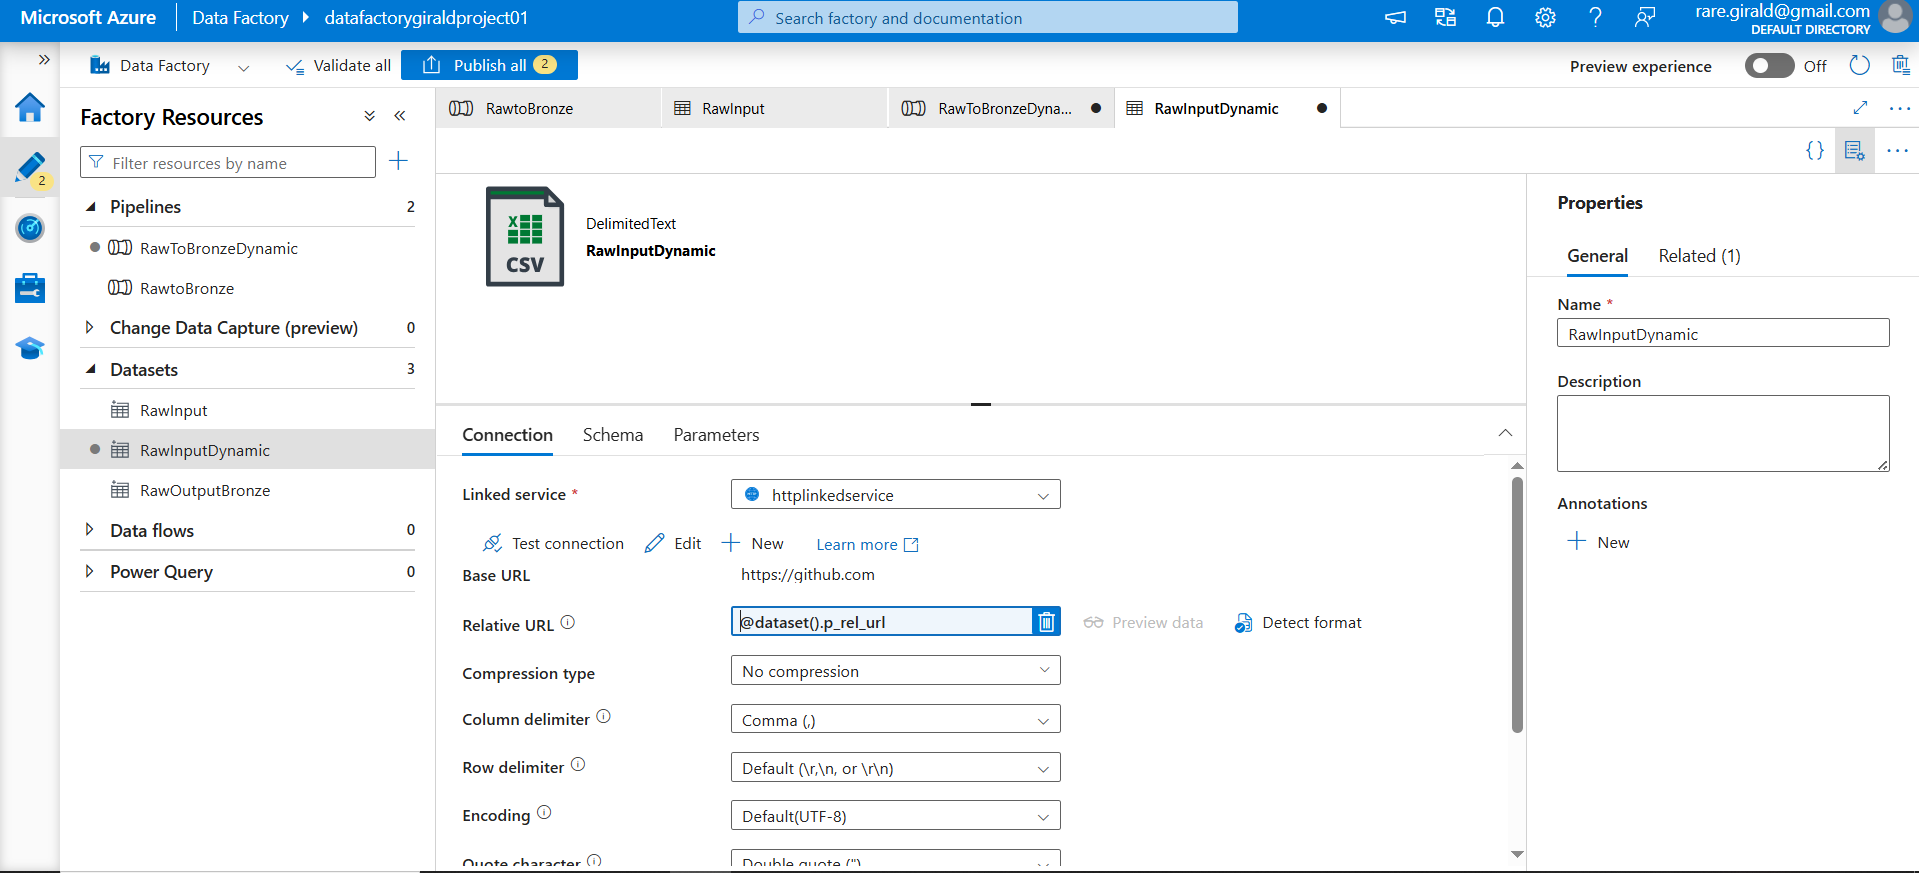 Microsoft Azure
Data Factory
datafactorygiraldproject01
Search factory and documentation
rare.girald@gmail.com
DEFAULT DIRECTORY
Data Factory
Validate all
Publish all 2
Preview experience
Off
2
Factory Resources
Filter resources by name
Pipelines 2
RawToBronzeDynamic
RawtoBronze
Change Data Capture (preview) 0
Datasets 3
RawInput
RawInputDynamic
RawOutputBronze
Data flows 0
Power Query 0
RawtoBronze
RawInput
RawToBronzeDyna...
RawInputDynamic
CSV
DelimitedText
RawInputDynamic
Connection
Schema
Parameters
Linked service *
httplinkedservice
Test connection
Edit
New
Learn more
Base URL
https://github.com
Relative URL
@dataset().p_rel_url
Preview data
Detect format
Compression type
No compression
Column delimiter
Comma (,)
Row delimiter
Default (\r,\n, or \r\n)
Encoding
Default(UTF-8)
Quote character
Double quote (")
Properties
General
Related (1)
Name *
RawInputDynamic
Description
Annotations
New